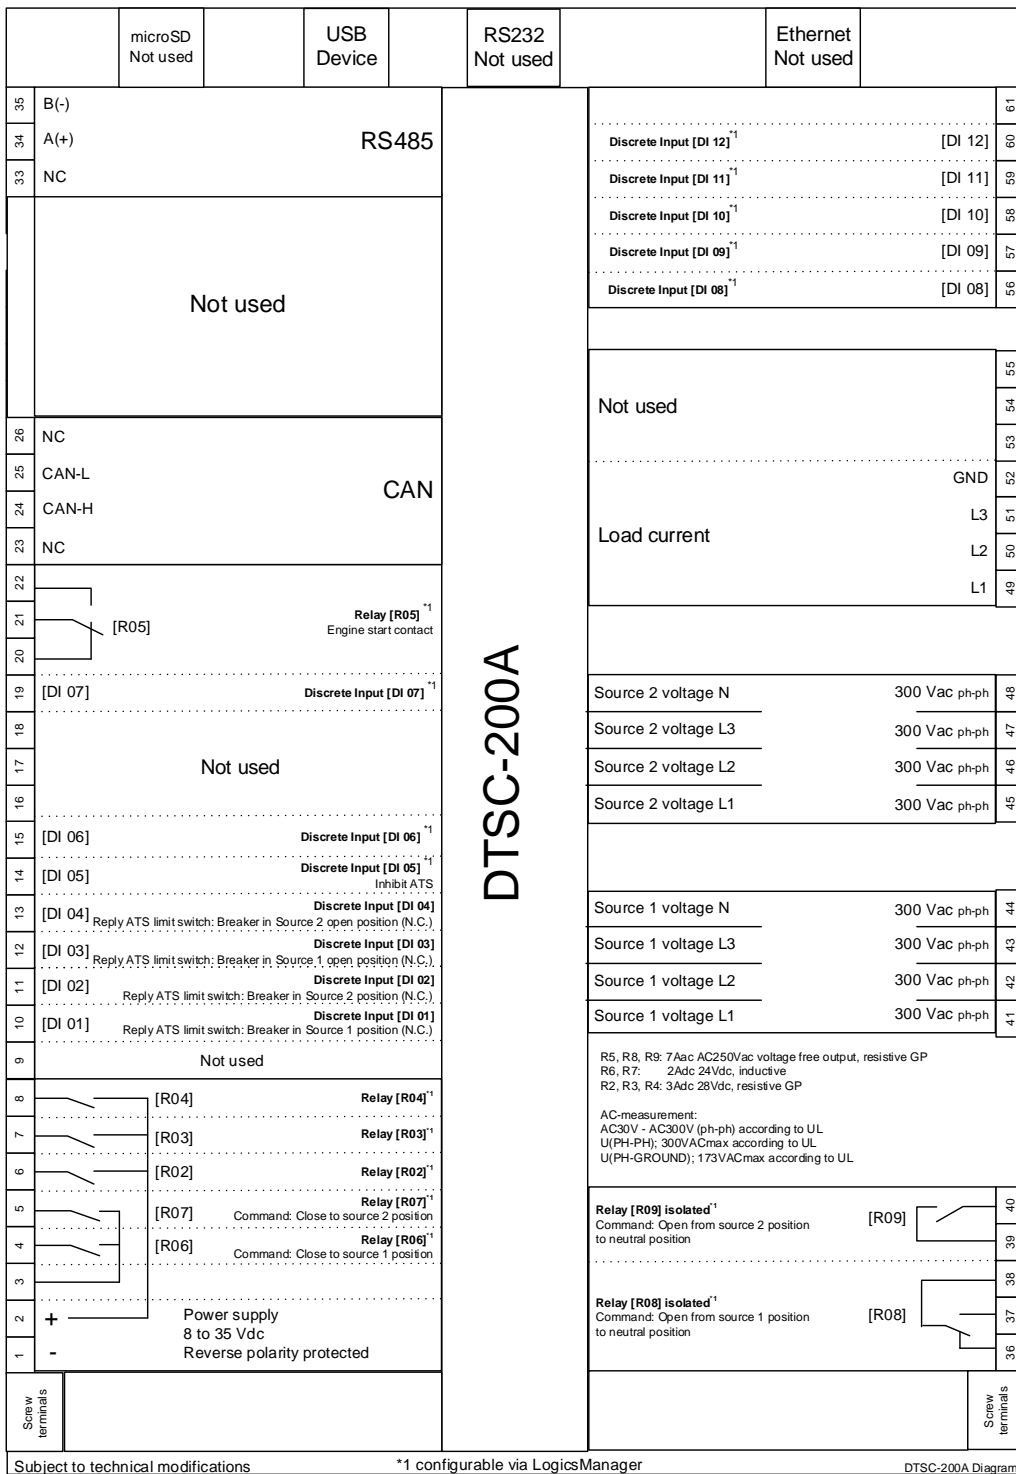 microSD
Not used
USB
Device
RS232
Not used
Ethernet
Not used
35 B(-)
34 A(+) RS485
33 NC
Not used
26 NC
25 CAN-L
CAN
24 CAN-H
23 NC
22
21 [R05] Relay [R05] *1
Engine start contact
20
19 [DI 07] Discrete Input [DI 07] *1
18
17 Not used
16
15 [DI 06] Discrete Input [DI 06] *1
14 [DI 05] Discrete Input [DI 05] *1
Inhibit ATS
13 [DI 04] Discrete Input [DI 04]
Reply ATS limit switch: Breaker in Source 2 open position (N.C.)
12 [DI 03] Discrete Input [DI 03]
Reply ATS limit switch: Breaker in Source 1 open position (N.C.)
11 [DI 02] Discrete Input [DI 02]
Reply ATS limit switch: Breaker in Source 2 position (N.C.)
10 [DI 01] Discrete Input [DI 01]
Reply ATS limit switch: Breaker in Source 1 position (N.C.)
9 Not used
8 [R04] Relay [R04]*1
7 [R03] Relay [R03]*1
6 [R02] Relay [R02]*1
5 [R07] Relay [R07]*1
Command: Close to source 2 position
4 [R06] Relay [R06]*1
Command: Close to source 1 position
3
2 + Power supply
8 to 35 Vdc
1 - Reverse polarity protected
Screw
terminals
DTSC-200A
61
Discrete Input [DI 12]*1 [DI 12] 60
Discrete Input [DI 11]*1 [DI 11] 59
Discrete Input [DI 10]*1 [DI 10] 58
Discrete Input [DI 09]*1 [DI 09] 57
Discrete Input [DI 08]*1 [DI 08] 56
55
Not used 54
53
GND 52
L3 51
Load current
L2 50
L1 49
Source 2 voltage N 300 Vac ph-ph 48
Source 2 voltage L3 300 Vac ph-ph 47
Source 2 voltage L2 300 Vac ph-ph 46
Source 2 voltage L1 300 Vac ph-ph 45
Source 1 voltage N 300 Vac ph-ph 44
Source 1 voltage L3 300 Vac ph-ph 43
Source 1 voltage L2 300 Vac ph-ph 42
Source 1 voltage L1 300 Vac ph-ph 41
R5, R8, R9: 7Aac AC250Vac voltage free output, resistive GP
R6, R7: 2Adc 24Vdc, inductive
R2, R3, R4: 3Adc 28Vdc, resistive GP
AC-measurement:
AC30V - AC300V (ph-ph) according to UL
U(PH-PH); 300VACmax according to UL
U(PH-GROUND); 173VACmax according to UL
Relay [R09] isolated*1 [R09] 40
Command: Open from source 2 position
to neutral position 39
38
Relay [R08] isolated*1 [R08] 37
Command: Open from source 1 position
to neutral position
36
Screw
terminals
Subject to technical modifications *1 configurable via LogicsManager DTSC-200A Diagram